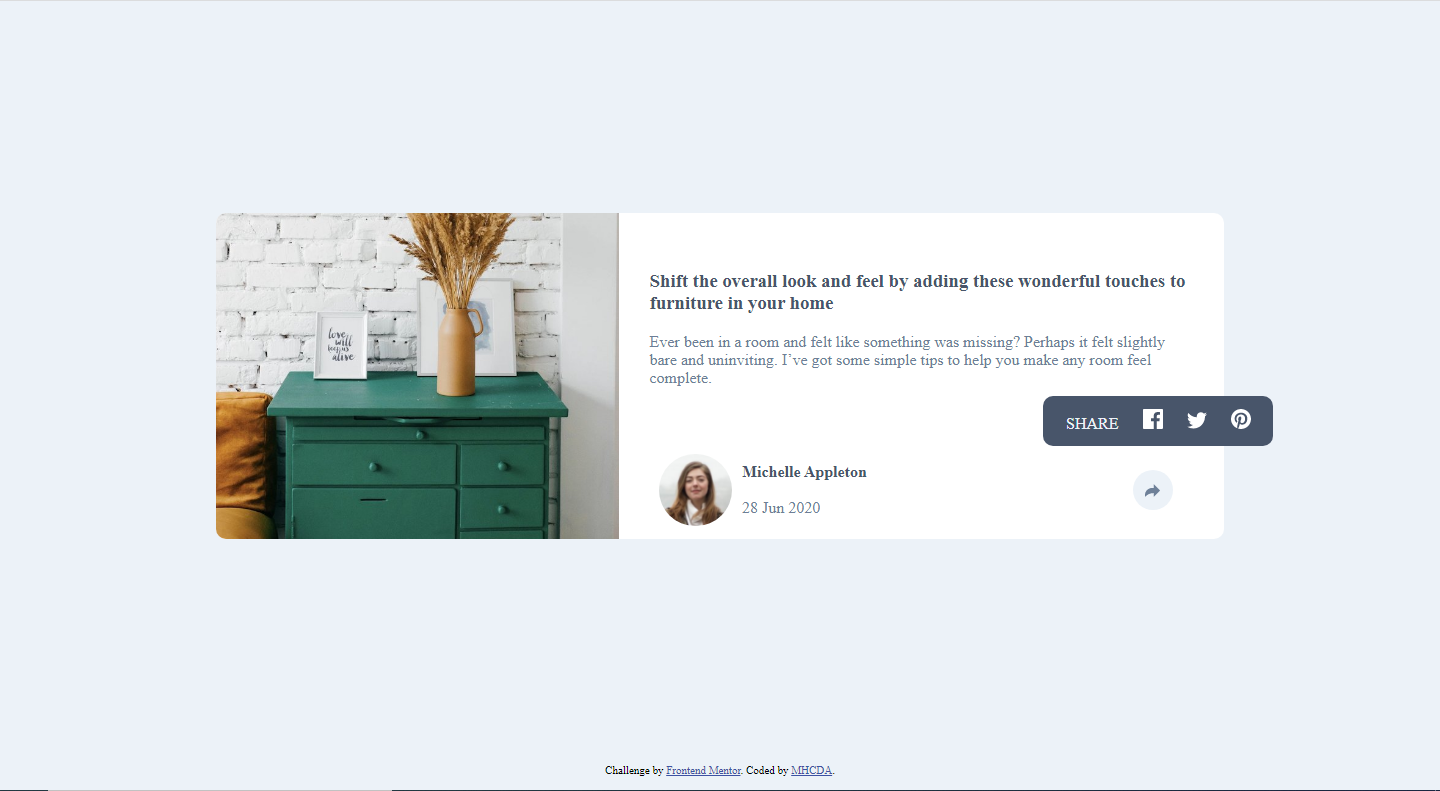 love
will
keep us
alive
Shift the overall look and feel by adding these wonderful touches to
furniture in your home
Ever been in a room and felt like something was missing? Perhaps it felt slightly
bare and uninviting. I’ve got some simple tips to help you make any room feel
complete.
SHARE
Michelle Appleton
28 Jun 2020
Challenge by Frontend Mentor. Coded by MHCDA.